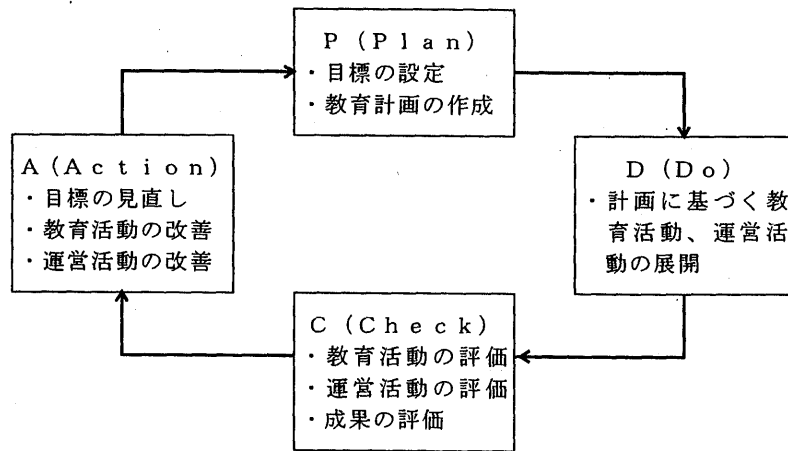 P (Plan)
・目標の設定
・教育計画の作成
A (Action)
・目標の見直し
・教育活動の改善
・運営活動の改善
D (Do)
・計画に基づく教
育活動、運営活
動の展開
C (Check)
・教育活動の評価
・運営活動の評価
・成果の評価